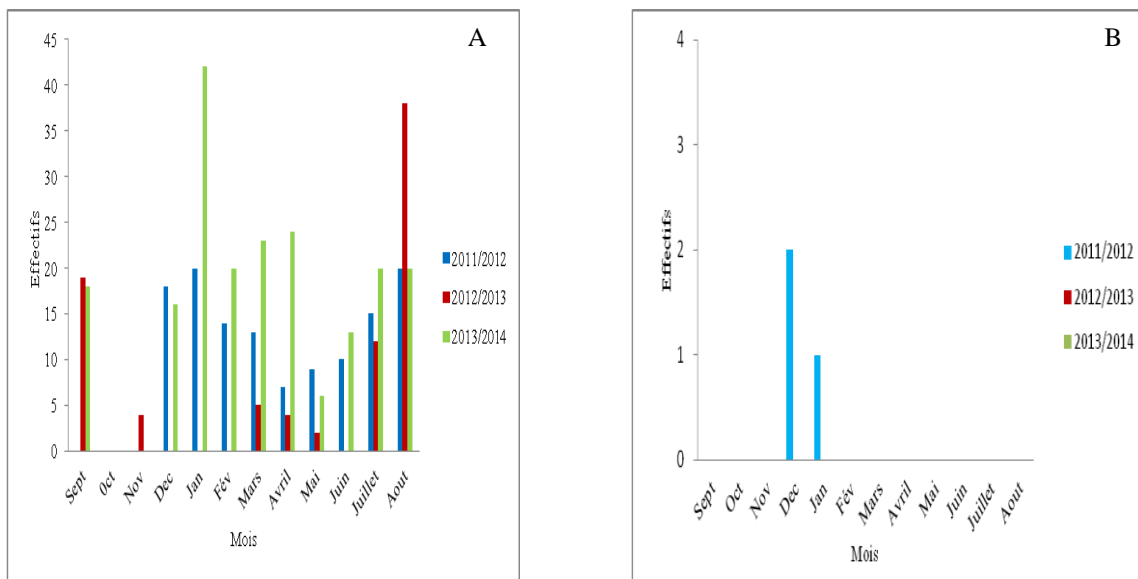 A
45
40
35
30
25
20
15
10
5
0
Effectifs
Sept
0ct
Nov
Dec
Jan
Fév
Mars
Avril
Mai
Juin
Juillet
Aout
Mois
2011/2012
2012/2013
2013/2014
B
4
3
2
1
0
Effectifs
Sept
Oct
Nov
Dec
Jan
Fév
Mars
Avril
Mai
Juin
Juillet
Aout
Mois
2011/2012
2012/2013
2013/2014